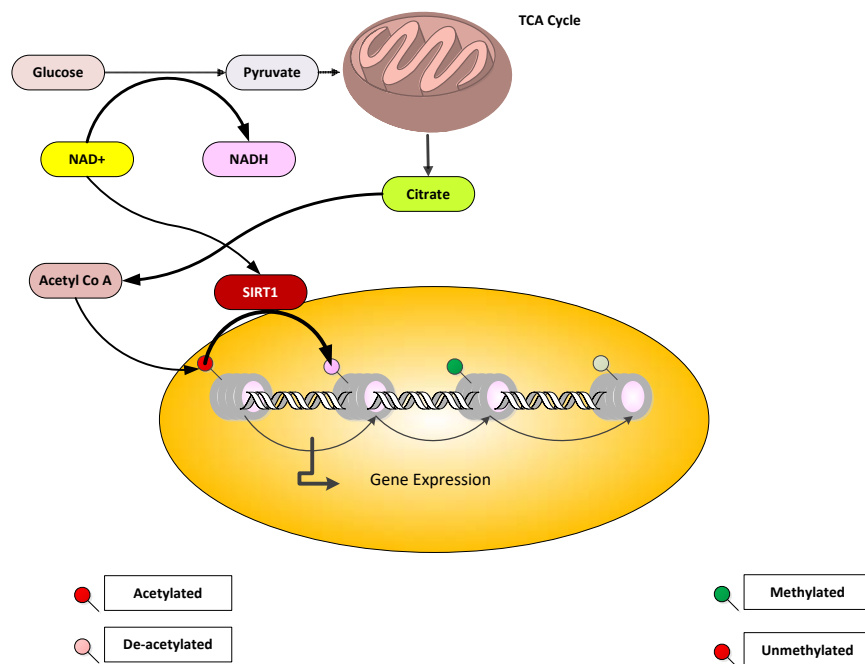 TCA Cycle
Glucose
Pyruvate
NAD+
NADH
Citrate
Acetyl Co A
SIRT1
Gene Expression
Acetylated
Methylated
De-acetylated
Unmethylated